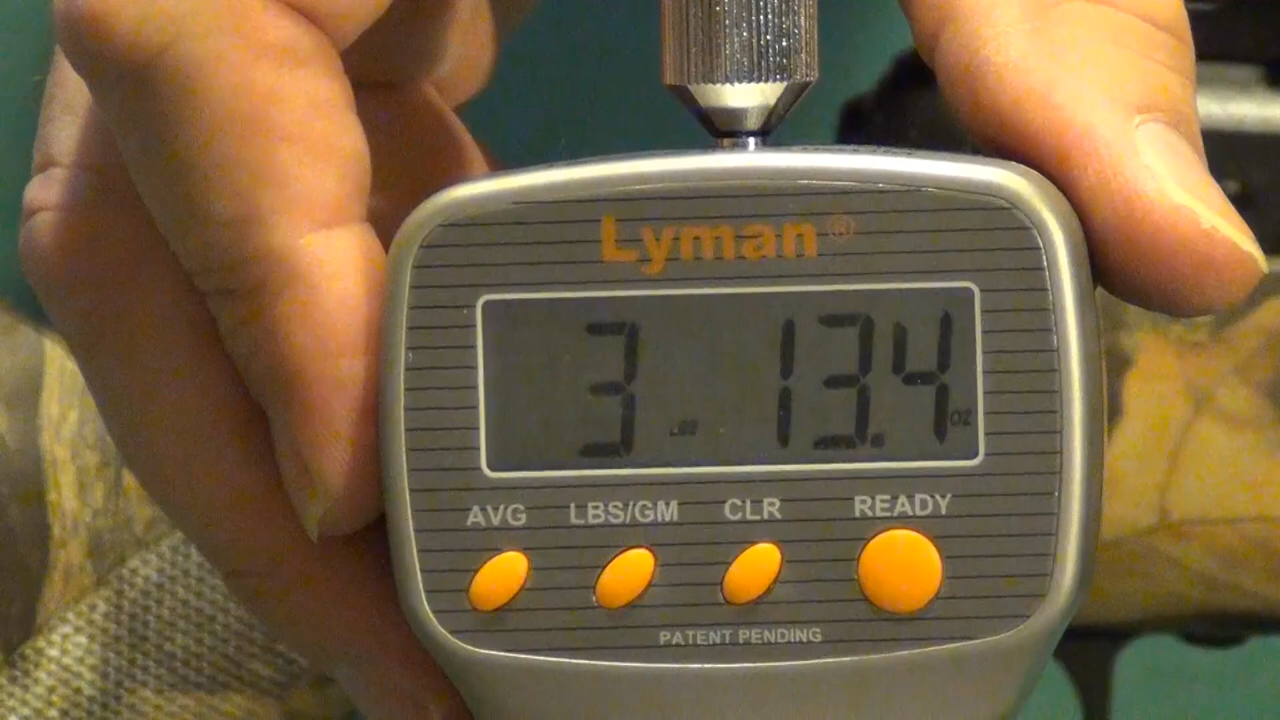 Lyman®
3 LBS 13.4 OZ
AVG LBS/GM CLR READY
PATENT PENDING